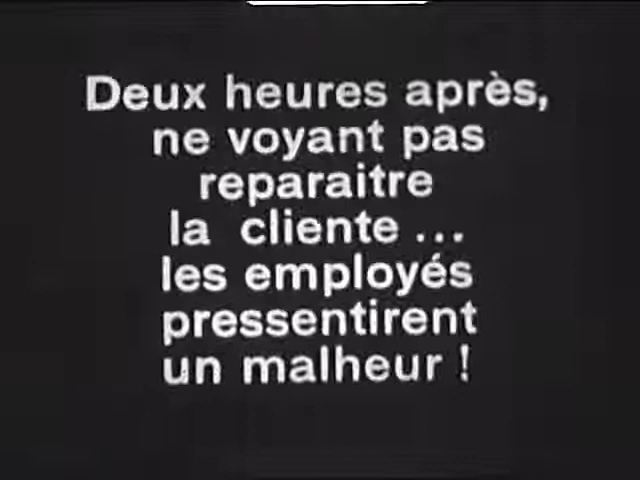 Deux heures après,
ne voyant pas
reparaitre
la cliente ...
les employés
pressentirent
un malheur !